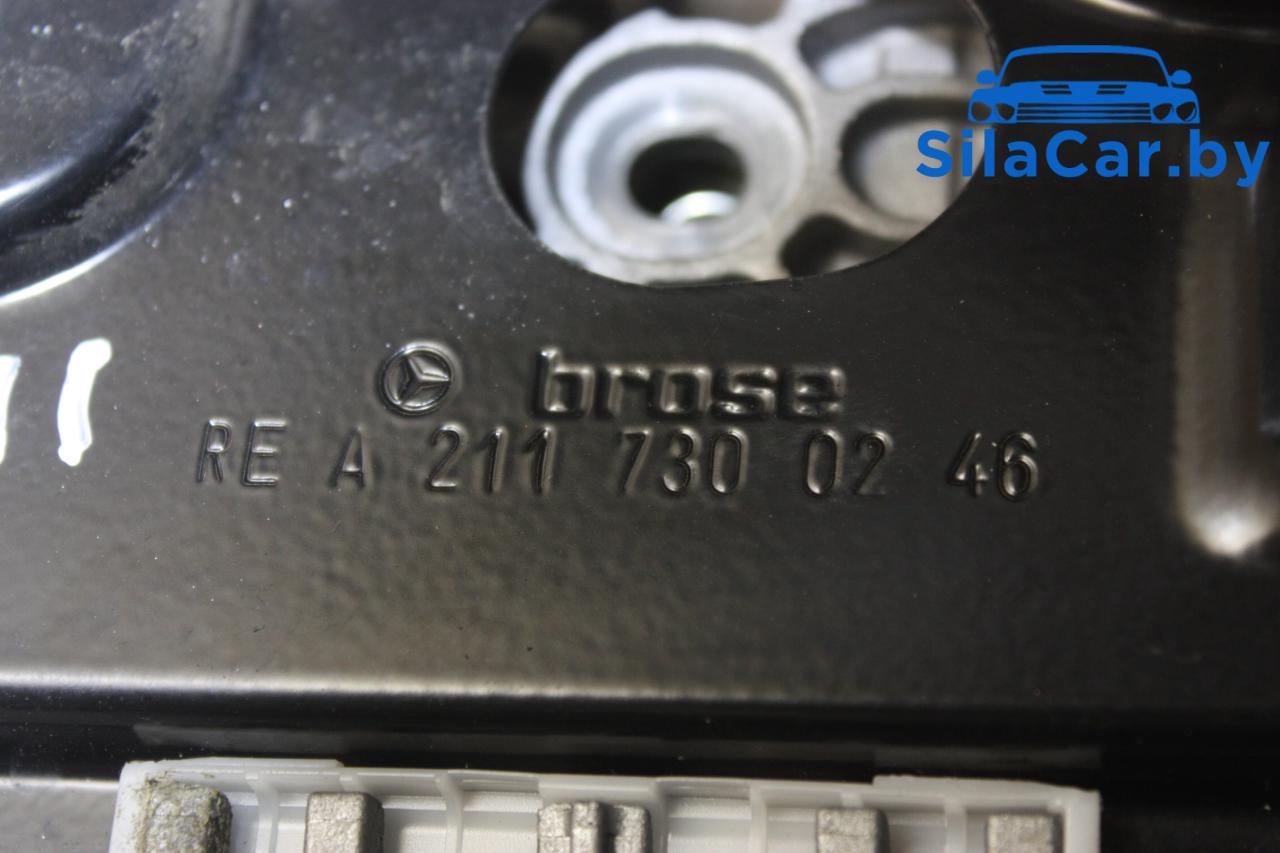 SilaCar.by
brose
RE A 211 730 02 46